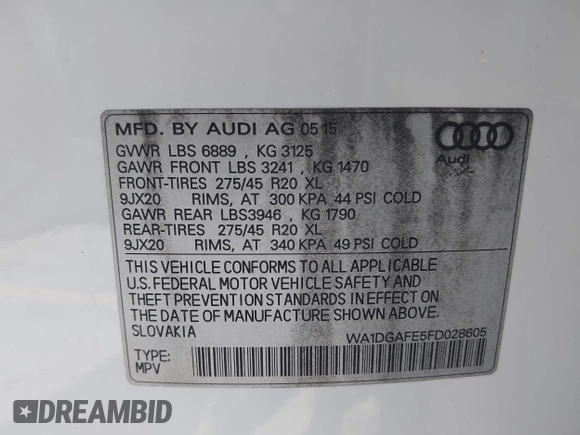 MFD. BY AUDI AG 05 15
GVWR LBS 6889 , KG 3125
GAWR FRONT LBS 3241 , KG 1470
FRONT-TIRES 275/45 R20 XL
9JX20 RIMS, AT 300 KPA 44 PSI COLD
GAWR REAR LBS3946 , KG 1790
REAR-TIRES 275/45 R20 XL
9JX20 RIMS, AT 340 KPA 49 PSI COLD
Audi
THIS VEHICLE CONFORMS TO ALL APPLICABLE
U.S. FEDERAL MOTOR VEHICLE SAFETY AND
THEFT PREVENTION STANDARDS IN EFFECT ON
THE DATE OF MANUFACTURE SHOWN ABOVE.
SLOVAKIA
WA1DGAFE5FD028605
TYPE:
MPV
DREAMBID